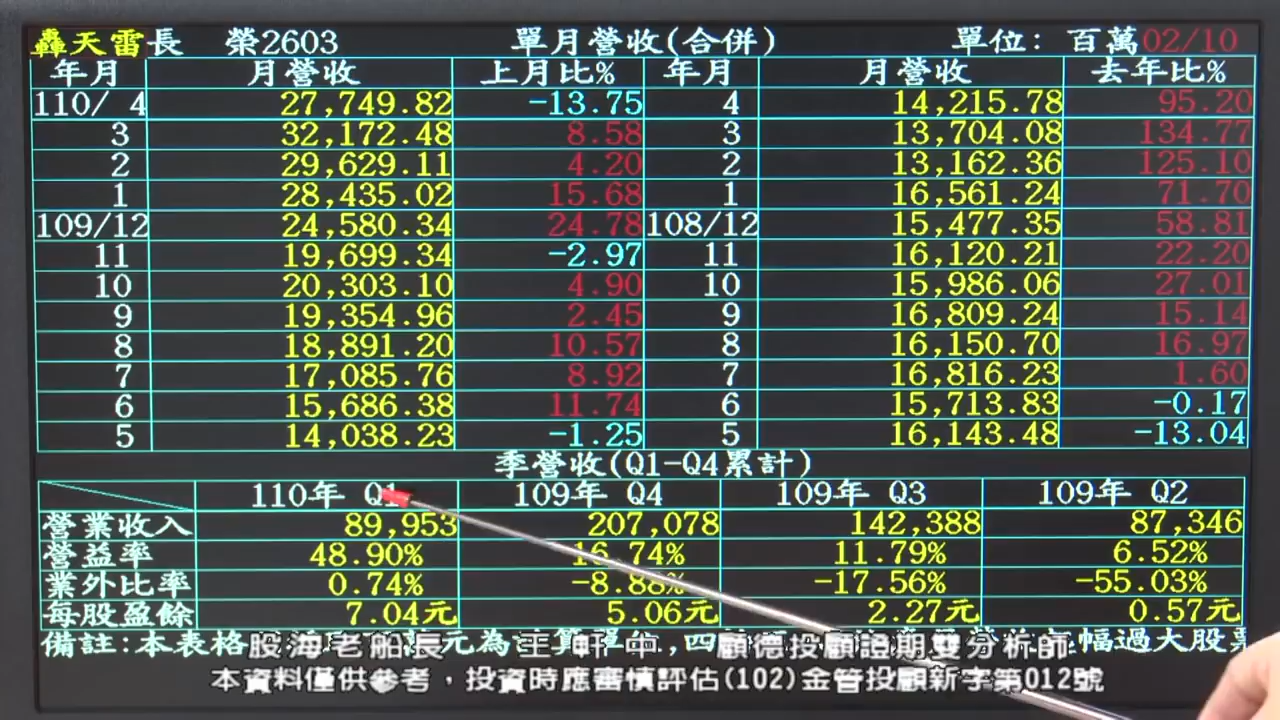 轟天雷長 榮2603 單月營收(合併) 單位: 百萬02/10
年月 月營收 上月比% 年月 月營收 去年比%
110/ 4 27,749.82 -13.75 4 14,215.78 95.20
3 32,172.48 8.58 3 13,704.08 134.77
2 29,629.11 4.20 2 13,162.36 125.10
1 28,435.02 15.68 1 16,561.24 71.70
109/12 24,580.34 24.78 108/12 15,477.35 58.81
11 19,699.34 -2.97 11 16,120.21 22.20
10 20,303.10 4.90 10 15,986.06 27.01
9 19,354.96 2.45 9 16,809.24 15.14
8 18,891.20 10.57 8 16,150.70 16.97
7 17,085.76 8.92 7 16,816.23 1.60
6 15,686.38 11.74 6 15,713.83 -0.17
5 14,038.23 -1.25 5 16,143.48 -13.04
季營收(Q1-Q4累計)
110年 Q1 109年 Q4 109年 Q3 109年 Q2
營業收入 89,953 207,078 142,388 87,346
營益率 48.90% 16.74% 11.79% 6.52%
業外比率 0.74% -8.88% -17.56% -55.03%
每股盈餘 7.04元 5.06元 2.27元 0.57元
備註:本表格 元為 算單 ,四 幅過大股票
股海老船長 王軒中 顧德投顧證期雙分析師
本資料僅供參考，投資時應審慎評估(102)金管投顧新字第012號